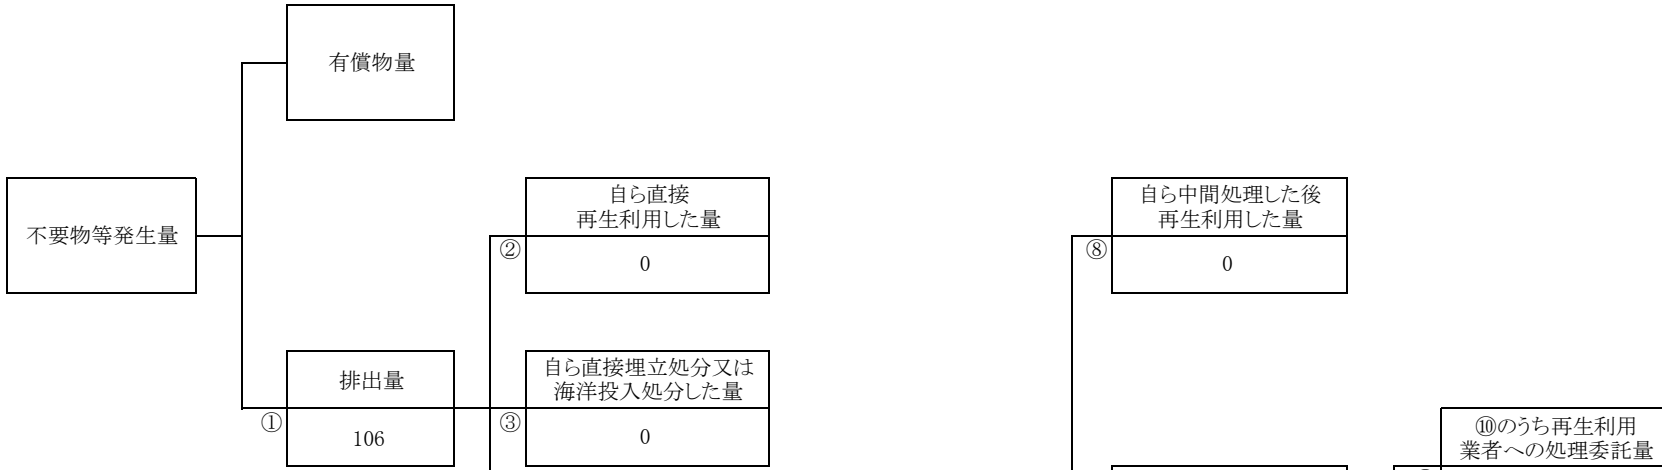 有償物量
不要物等発生量
自ら直接
再生利用した量
②
0
自ら中間処理した後
再生利用した量
⑧
0
排出量
①
106
自ら直接埋立処分又は
海洋投入処分した量
③
0
⑩のうち再生利用
業者への処理委託量